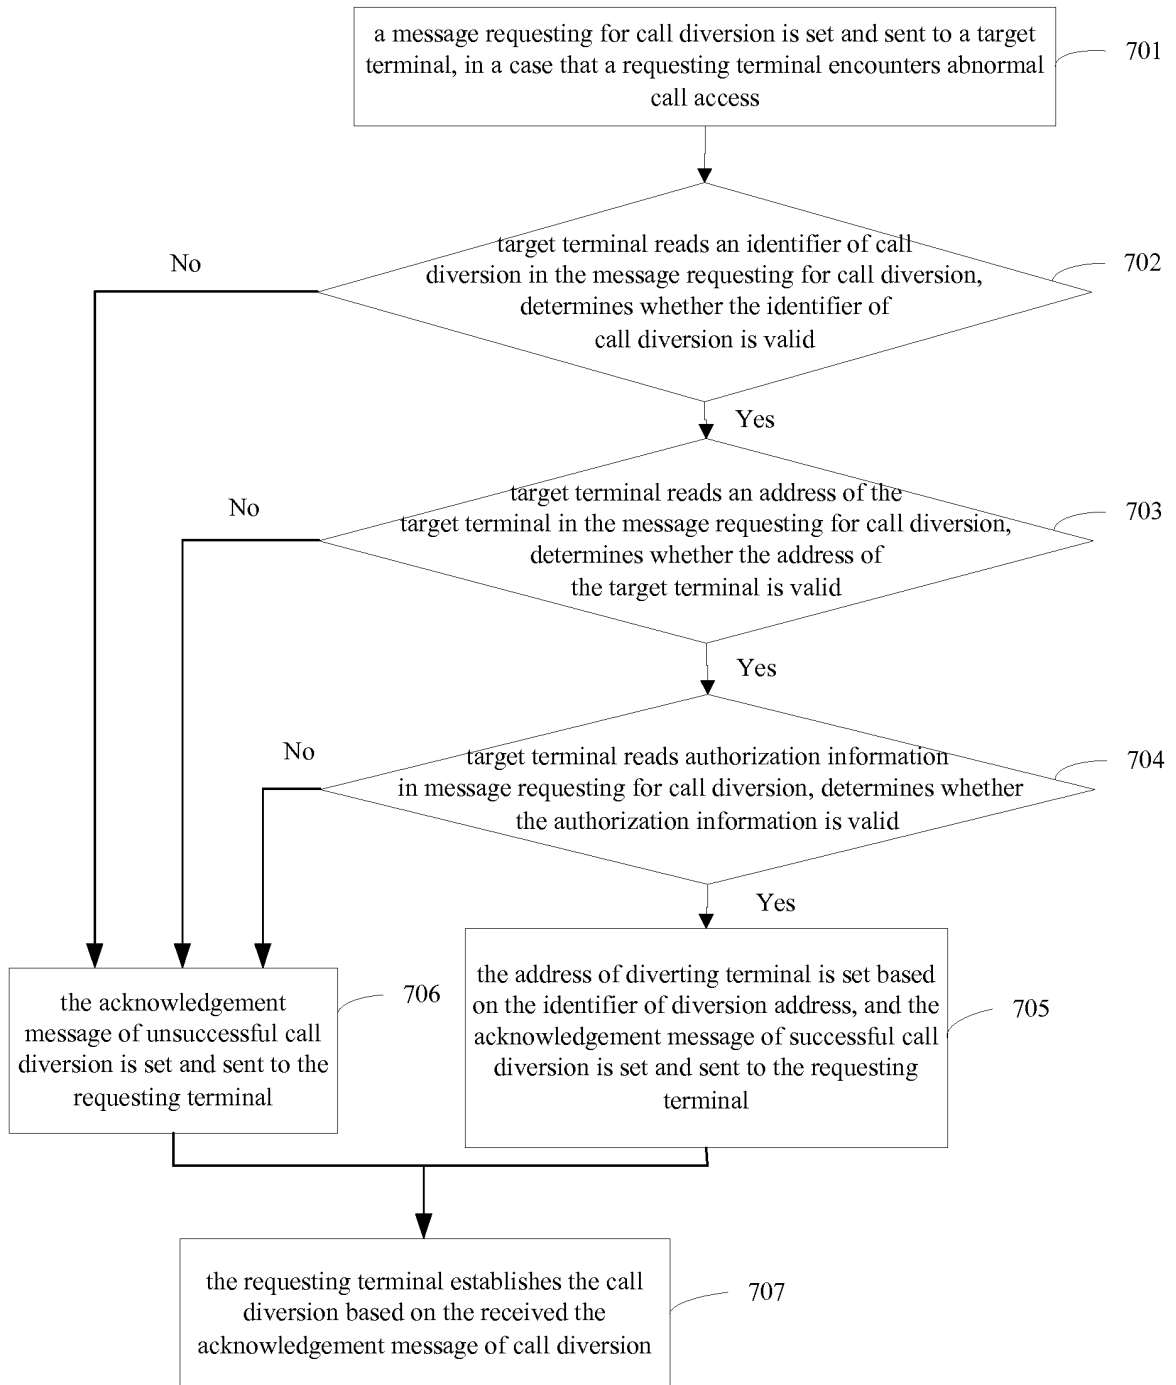 a message requesting for call diversion is set and sent to a target
terminal, in a case that a requesting terminal encounters abnormal
call access
701
target terminal reads an identifier of call
diversion in the message requesting for call diversion,
determines whether the identifier of
call diversion is valid
702
No
Yes
target terminal reads an address of the
target terminal in the message requesting for call diversion,
determines whether the address of
the target terminal is valid
703
No
Yes
target terminal reads authorization information
in message requesting for call diversion, determines whether
the authorization information is valid
704
No
Yes
the acknowledgement
message of unsuccessful call
diversion is set and sent to the
requesting terminal
706
the address of diverting terminal is set based
on the identifier of diversion address, and the
acknowledgement message of successful call
diversion is set and sent to the requesting
terminal
705
the requesting terminal establishes the call
diversion based on the received the
acknowledgement message of call diversion
707